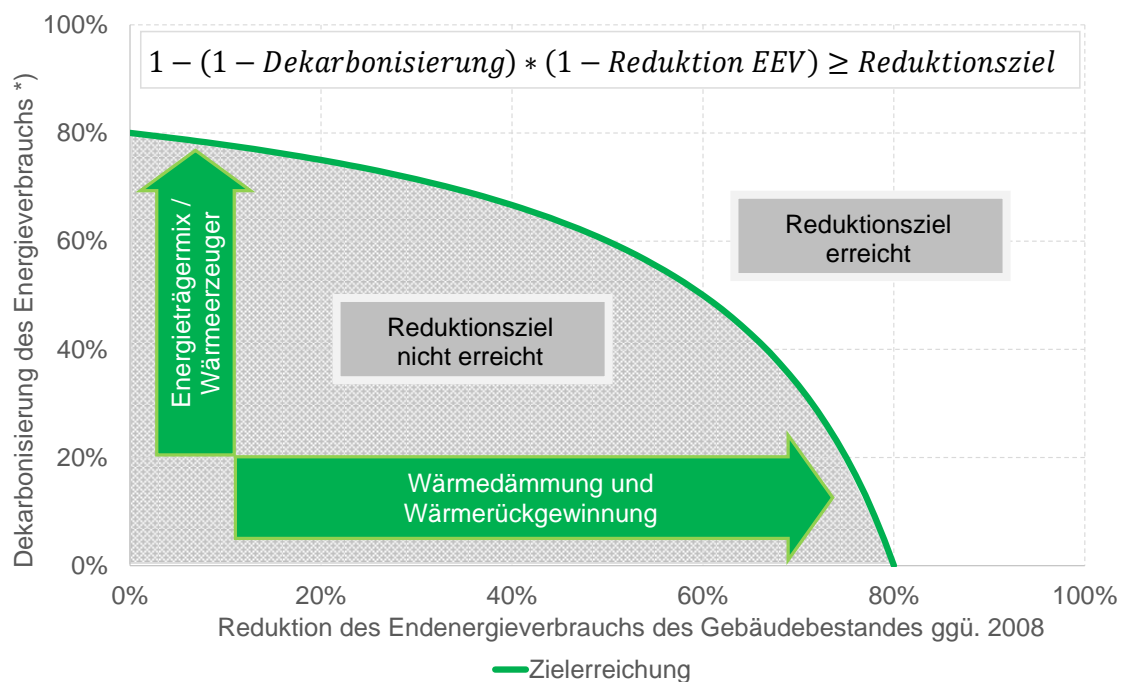 100%
80%
60%
40%
20%
0%
Dekarbonisierung des Energieverbrauchs *)
1 − (1 − Dekarbonisierung) ∗ (1 − Reduktion EEV) ≥ Reduktionsziel
Energieträgermix /
Wärmeerzeuger
Reduktionsziel
erreicht
Reduktionsziel
nicht erreicht
Wärmedämmung und
Wärmerückgewinnung
0%
20%
40%
60%
80%
100%
Reduktion des Endenergieverbrauchs des Gebäudebestandes ggü. 2008
Zielerreichung